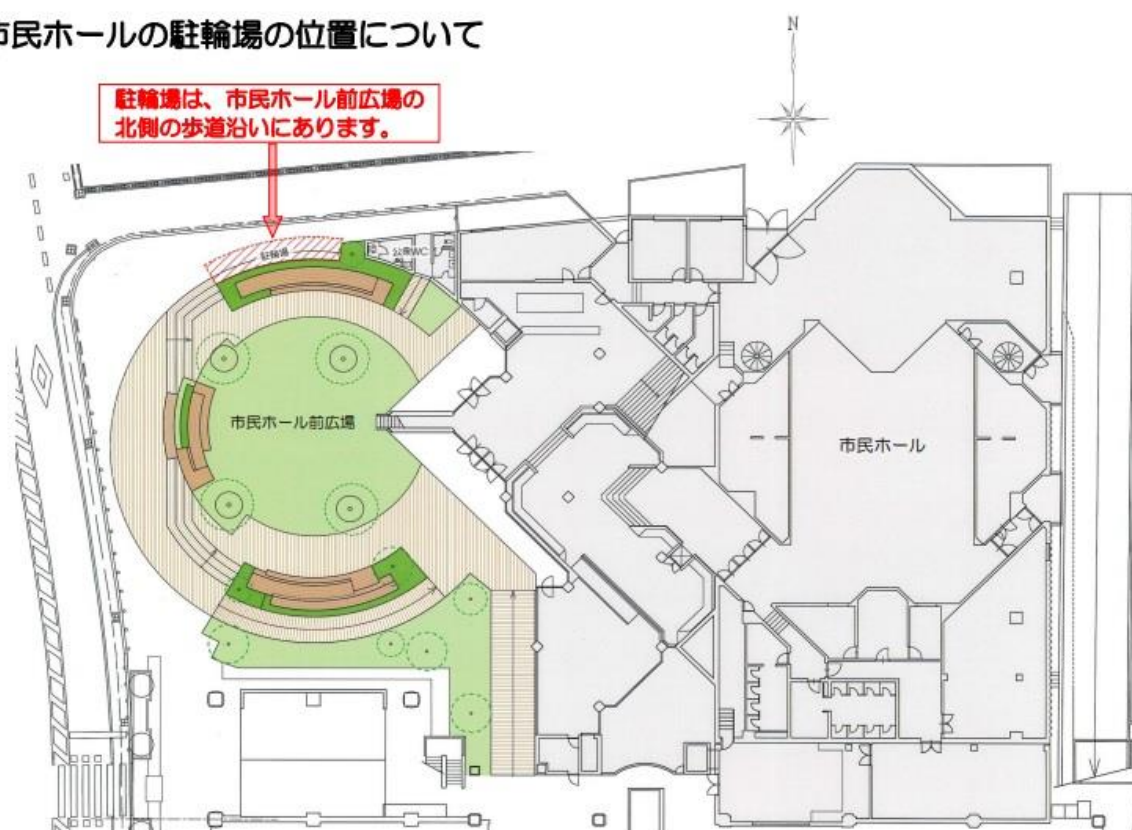 市民ホールの駐輪場の位置について
N
駐輪場は、市民ホール前広場の
北側の歩道沿いにあります。
駐輪場
公衆WC
市民ホール前広場
市民ホール